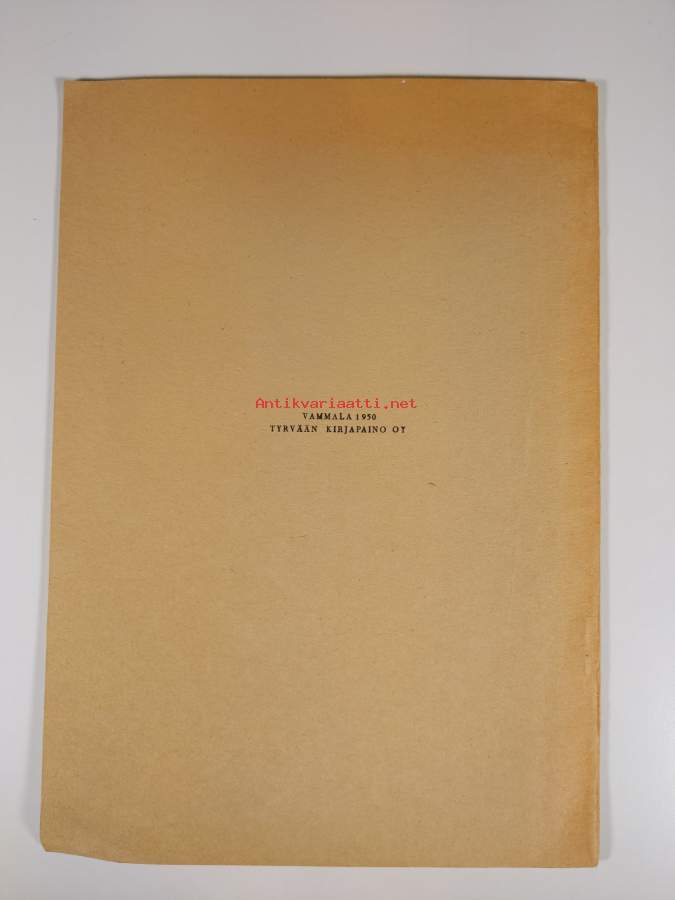 Antikvariaatti.net
VAMMALA 1950
TYRVÄÄN KIRJAPAINO OY